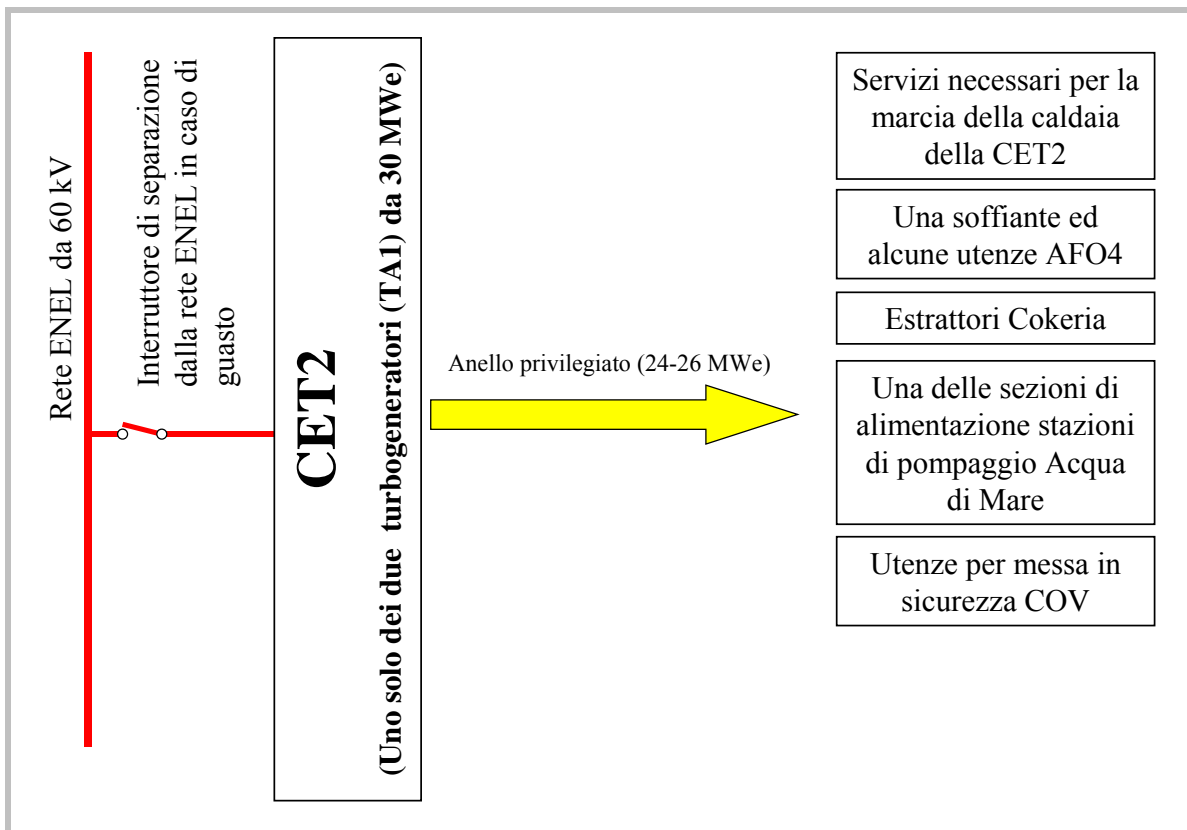 Rete ENEL da 60 kV
Interruttore di separazione
dalla rete ENEL in caso di
guasto
CET2
(Uno solo dei due turbogeneratori (TA1) da 30 MWe)
Anello privilegiato (24-26 MWe)
Servizi necessari per la
marcia della caldaia
della CET2
Una soffiante ed
alcune utenze AFO4
Estrattori Cokeria
Una delle sezioni di
alimentazione stazioni
di pompaggio Acqua
di Mare
Utenze per messa in
sicurezza COV